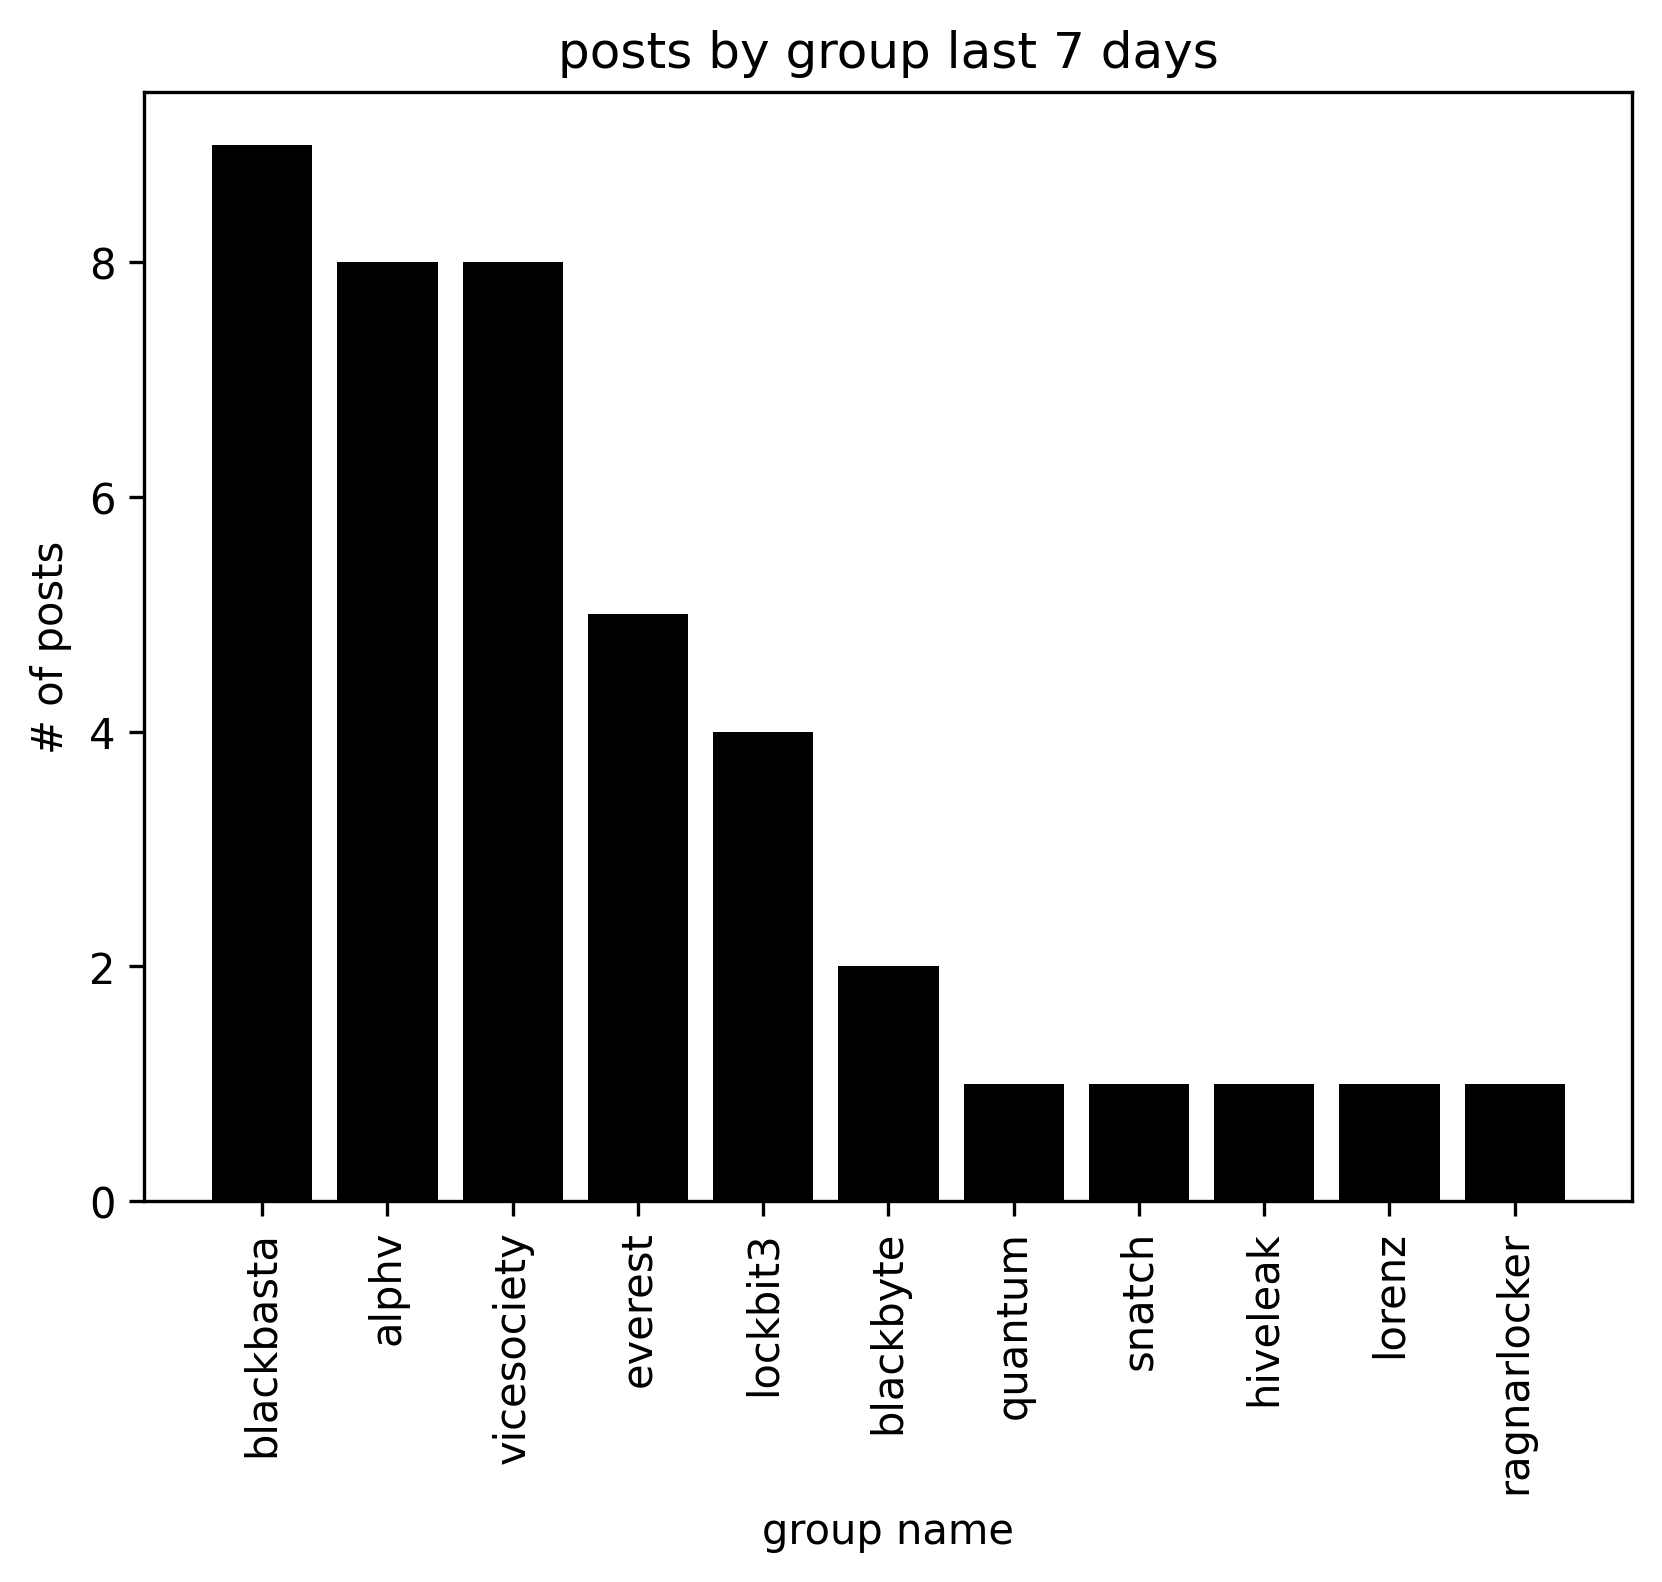 posts by group last 7 days
8
6
4
2
0
# of posts
blackbasta
alphv
vicesociety
everest
lockbit3
blackbyte
quantum
snatch
hiveleak
lorenz
ragnarlocker
group name